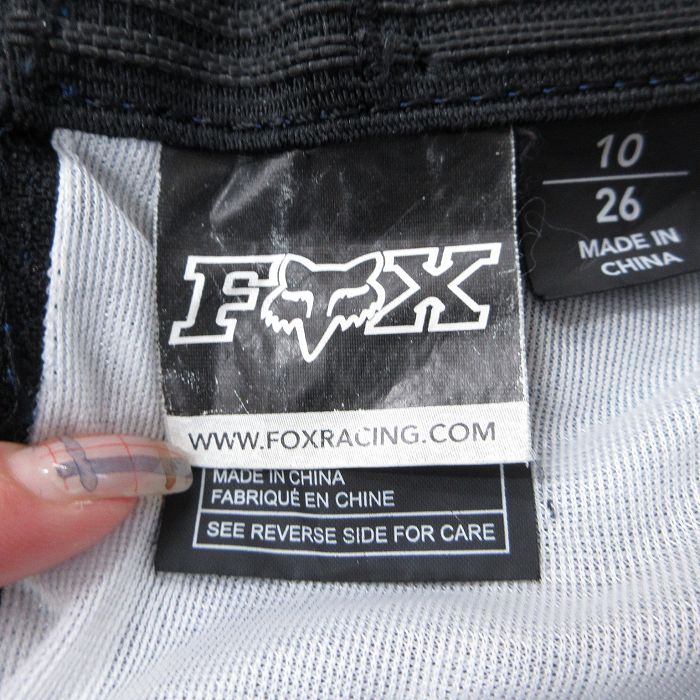 FOX
WWW.FOXRACING.COM
MADE IN CHINA
FABRIQUÉ EN CHINE
SEE REVERSE SIDE FOR CARE
10
26
MADE IN
CHINA